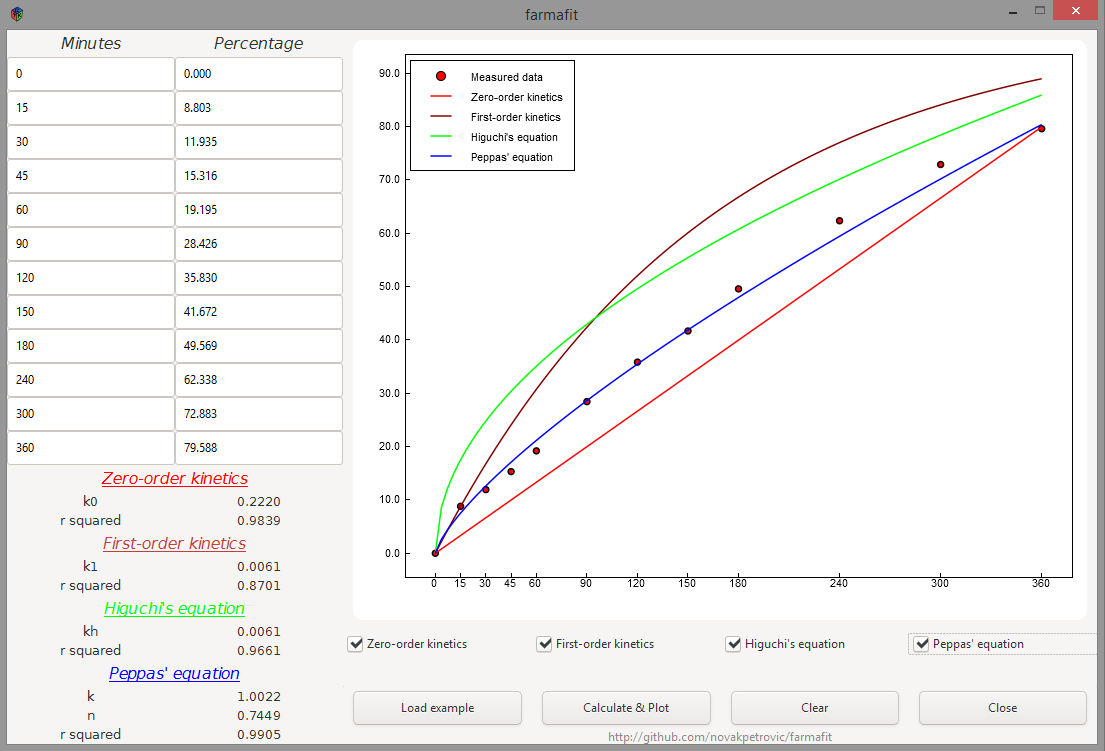 farmafit
Minutes Percentage
0 0.000
15 8.803
30 11.935
45 15.316
60 19.195
90 28.426
120 35.830
150 41.672
180 49.569
240 62.338
300 72.883
360 79.588
Zero-order kinetics
k0 0.2220
r squared 0.9839
First-order kinetics
k1 0.0061
r squared 0.8701
Higuchi's equation
kh 0.0061
r squared 0.9661
Peppas' equation
k 1.0022
n 0.7449
r squared 0.9905
Measured data
Zero-order kinetics
First-order kinetics
Higuchi's equation
Peppas' equation
90.0
80.0
70.0
60.0
50.0
40.0
30.0
20.0
10.0
0.0
0 15 30 45 60 90 120 150 180 240 300 360
Zero-order kinetics First-order kinetics Higuchi's equation Peppas' equation
Load example Calculate & Plot Clear Close
http://github.com/novakpetrovic/farmafit